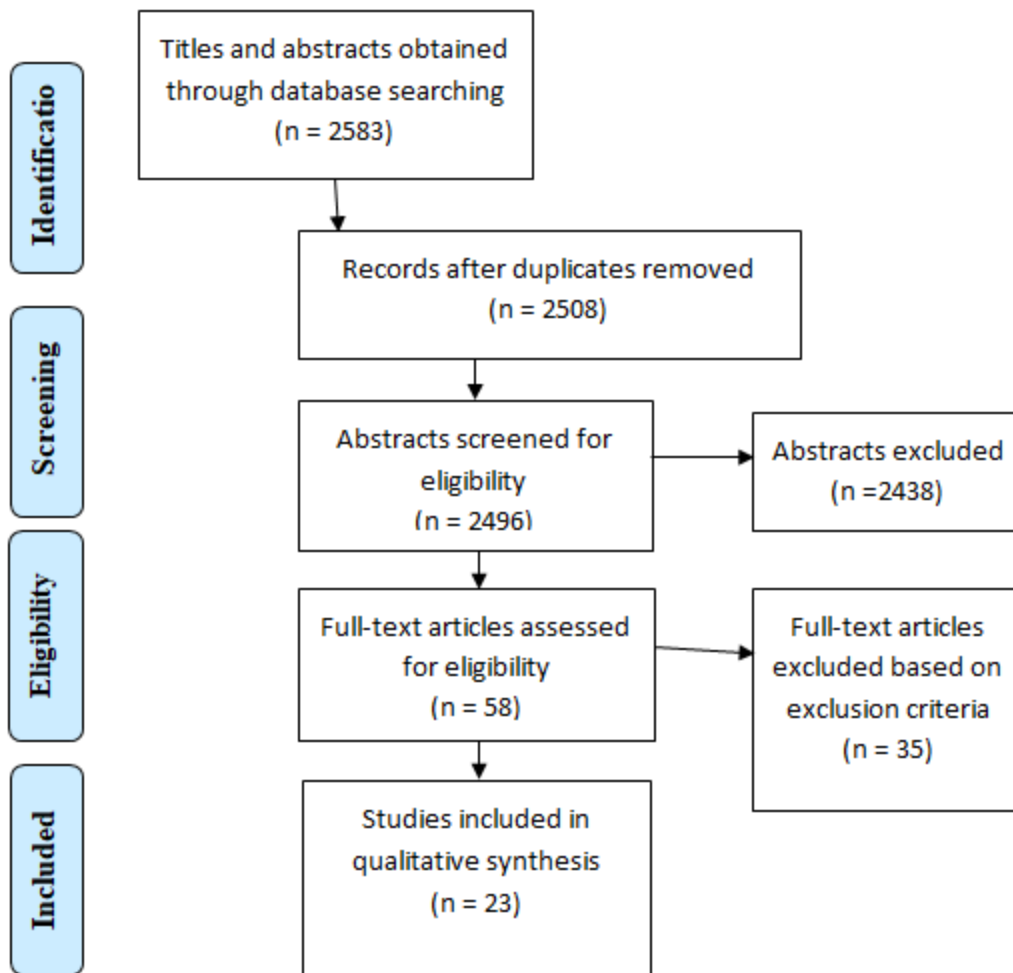 Identificatio
Titles and abstracts obtained
through database searching
(n = 2583)
Records after duplicates removed
(n = 2508)
Screening
Abstracts screened for
eligibility
(n = 2496)
Abstracts excluded
(n =2438)
Eligibility
Full-text articles assessed
for eligibility
(n = 58)
Full-text articles
excluded based on
exclusion criteria
(n = 35)
Included
Studies included in
qualitative synthesis
(n = 23)